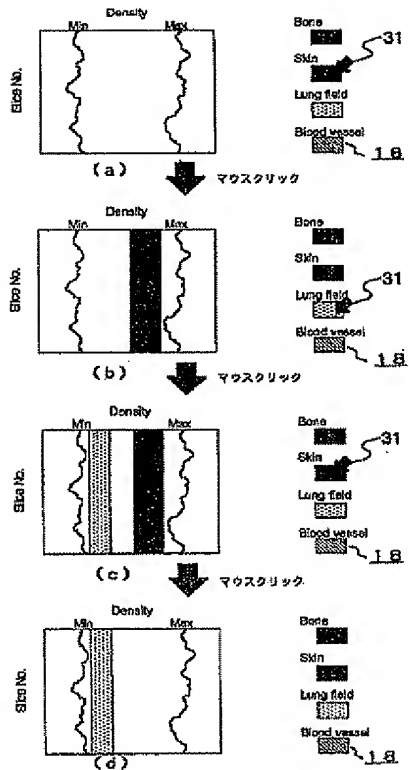 Density
Min Max
Slice No.
Bone
31
Skin
Lung field
Blood vessel
18
(a)
マウスクリック
Density
Min Max
Slice No.
Bone
Skin
31
Lung field
Blood vessel
18
(b)
マウスクリック
Density
Min Max
Slice No.
Bone
31
Skin
Lung field
Blood vessel
18
(c)
マウスクリック
Density
Min Max
Slice No.
Bone
Skin
Lung field
Blood vessel
18
(d)